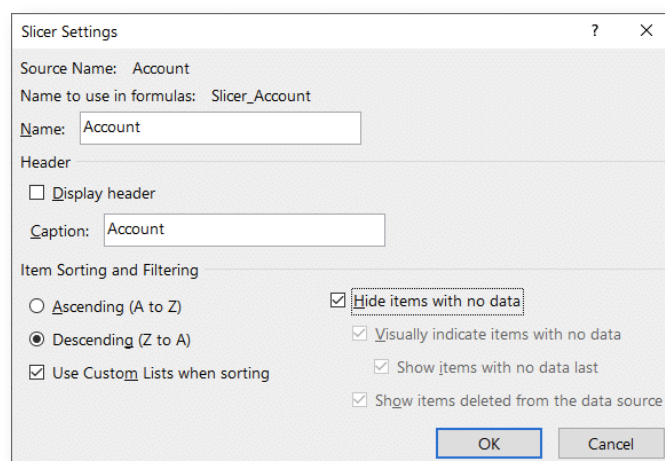 Slicer Settings ? ×
Source Name: Account
Name to use in formulas: Slicer_Account
Name: Account
Header
Display header
Caption: Account
Item Sorting and Filtering
Ascending (A to Z)
Descending (Z to A)
Use Custom Lists when sorting
Hide items with no data
Visually indicate items with no data
Show items with no data last
Show items deleted from the data source
OK Cancel